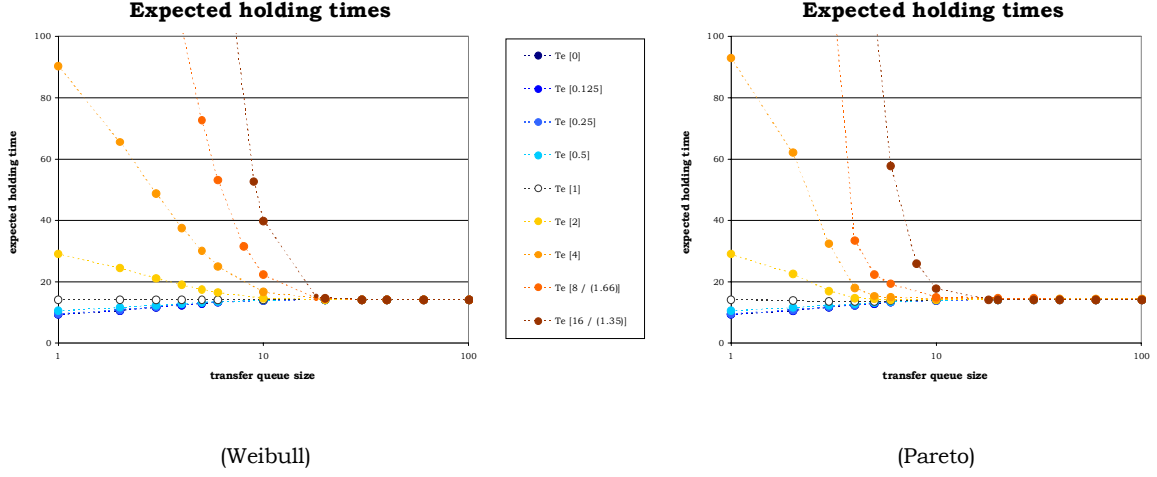 Expected holding times
100
80
60
40
20
0
expected holding time
1
10
100
transfer queue size
(Weibull)
Te [0]
Te [0.125]
Te [0.25]
Te [0.5]
Te [1]
Te [2]
Te [4]
Te [8 / (1.66)]
Te [16 / (1.35)]
Expected holding times
100
80
60
40
20
0
expected holding time
1
10
100
transfer queue size
(Pareto)